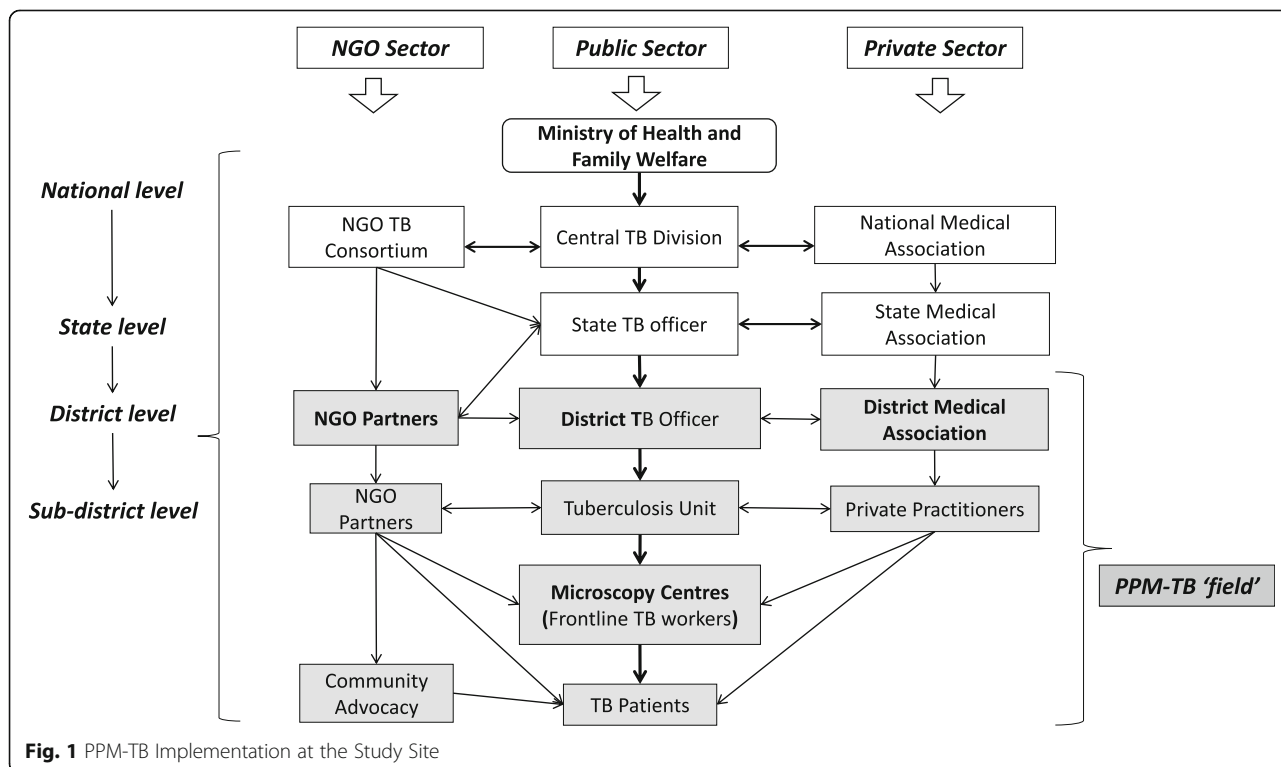 NGO Sector
Public Sector
Private Sector
Ministry of Health and
Family Welfare
National level
NGO TB
Consortium
Central TB Division
National Medical
Association
State level
State TB officer
State Medical
Association
District level
NGO Partners
District TB Officer
District Medical
Association
Sub-district level
NGO
Partners
Tuberculosis Unit
Private Practitioners
Microscopy Centres
(Frontline TB workers)
PPM-TB ‘field’
Community
Advocacy
TB Patients
Fig. 1 PPM-TB Implementation at the Study Site